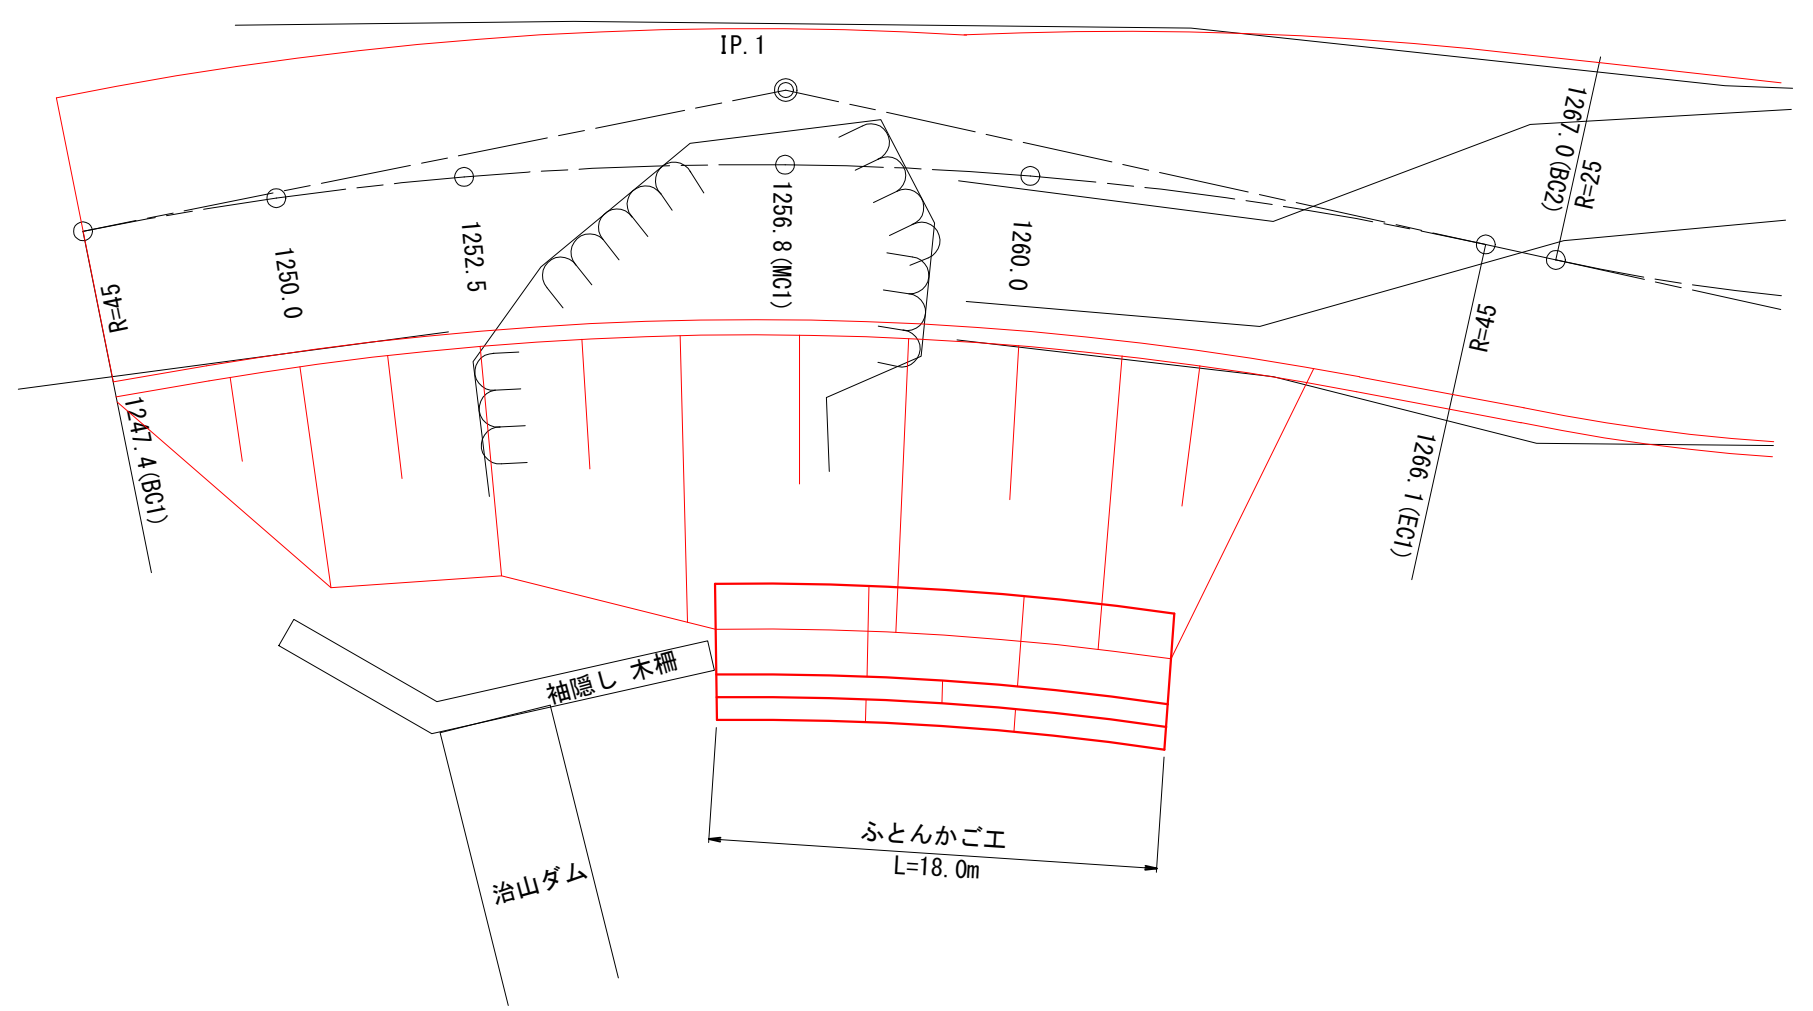 IP.1
1267.0(BC2)
R=25
1250.0
1252.5
1256.8(MC1)
1260.0
R=45
R=45
1247.4(BC1)
1266.1(EC1)
袖隠し 木柵
ふとんかご工
L=18.0m
治山ダム